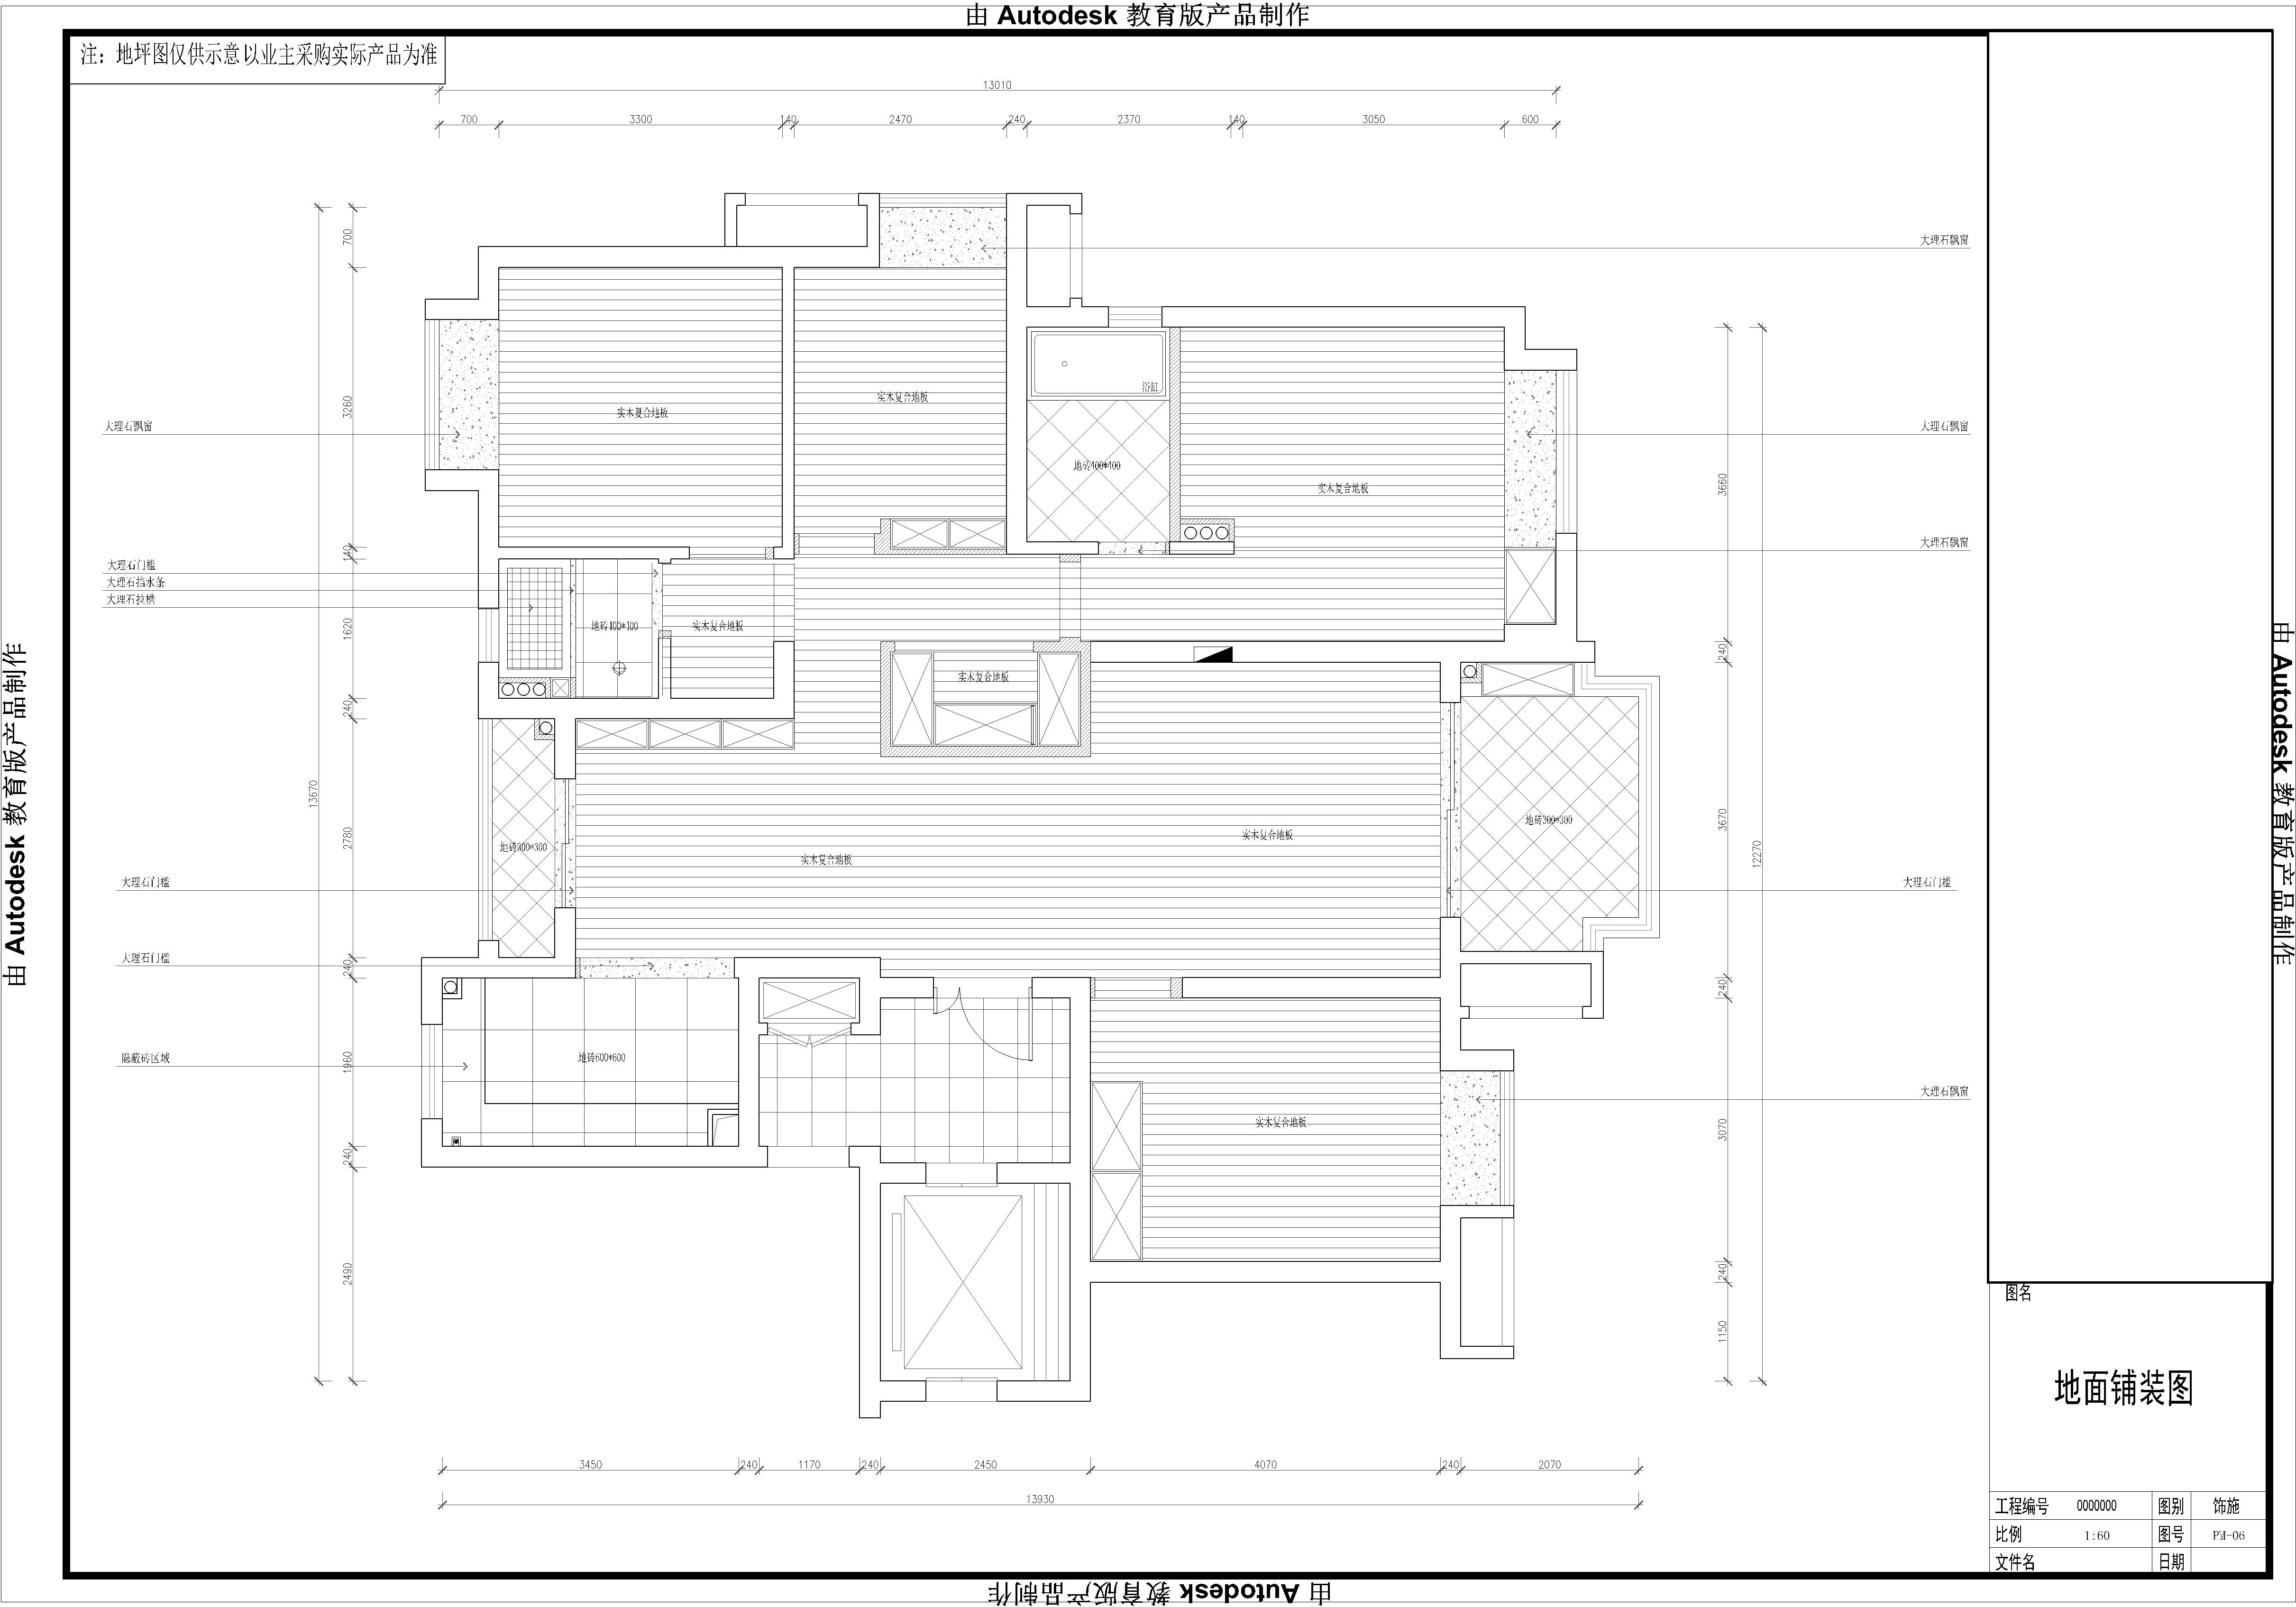 由 Autodesk 教育版产品制作
注：地坪图仅供示意以业主采购实际产品为准
13010
700
3300
140
2470
240
2370
140
3050
600
大理石飘窗
大理石飘窗
大理石飘窗
大理石飘窗
大理石门槛
大理石飘窗
大理石飘窗
大理石门槛
大理石挡水条
大理石拉槽
大理石门槛
大理石门槛
隐蔽砖区域
13670
700
3260
140
1620
240
2780
240
1960
240
2490
实木复合地板
实木复合地板
浴缸
地砖400*400
实木复合地板
地砖400*400
实木复合地板
实木复合地板
地砖300*300
实木复合地板
实木复合地板
地砖300*300
地砖600*600
实木复合地板
3660
240
3670
240
3070
240
1150
12270
3450
240
1170
240
2450
4070
240
2070
13930
图名
地面铺装图
工程编号 0000000 图别 饰施
比例 1:60 图号 PM-06
文件名 日期
由 Autodesk 教育版产品制作
由 Autodesk 教育版产品制作
由 Autodesk 教育版产品制作